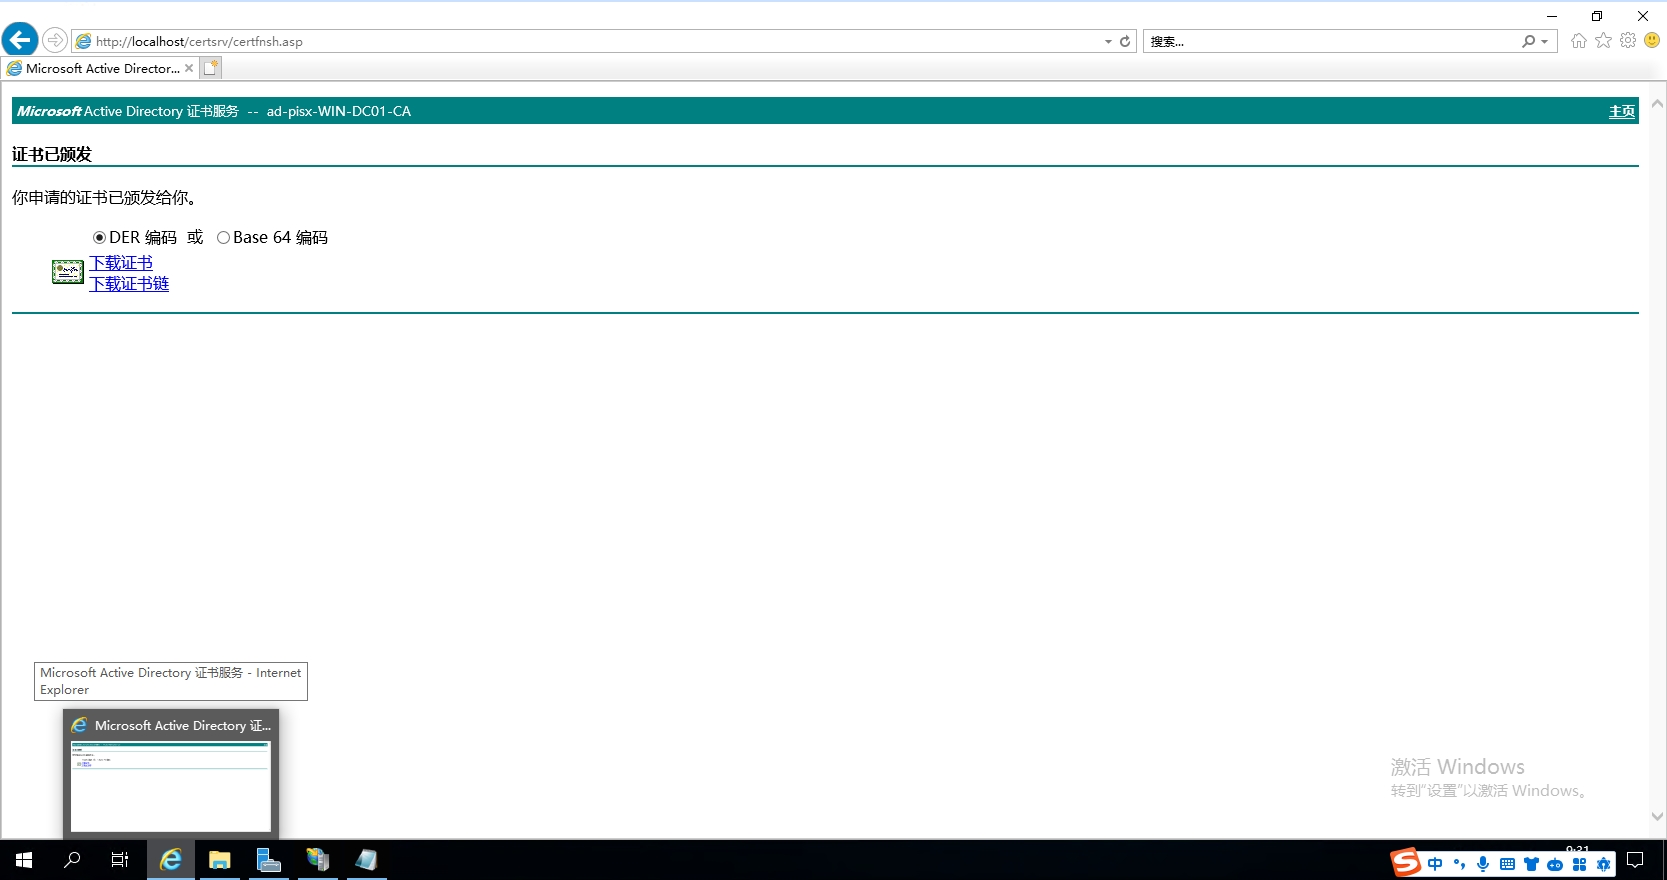 http://localhost/certsrv/certfnsh.asp
搜索...
Microsoft Active Director...
Microsoft Active Directory 证书服务 -- ad-pisx-WIN-DC01-CA
主页
证书已颁发
你申请的证书已颁发给你。
DER 编码 或 Base 64 编码
下载证书
下载证书链
Microsoft Active Directory 证书服务 - Internet
Explorer
Microsoft Active Directory 证...
激活 Windows
转到“设置”以激活 Windows。
中